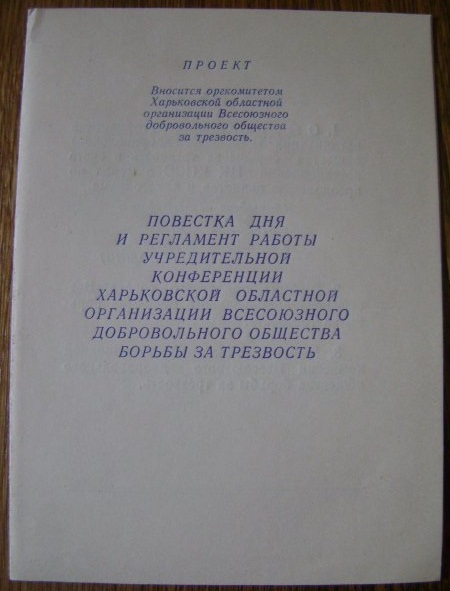 ПРОЕКТ
Вносится оргкомитетом
Харьковской областной
организации Всесоюзного
добровольного общества
за трезвость.
ПОВЕСТКА ДНЯ
И РЕГЛАМЕНТ РАБОТЫ
УЧРЕДИТЕЛЬНОЙ
КОНФЕРЕНЦИИ
ХАРЬКОВСКОЙ ОБЛАСТНОЙ
ОРГАНИЗАЦИИ ВСЕСОЮЗНОГО
ДОБРОВОЛЬНОГО ОБЩЕСТВА
БОРЬБЫ ЗА ТРЕЗВОСТЬ